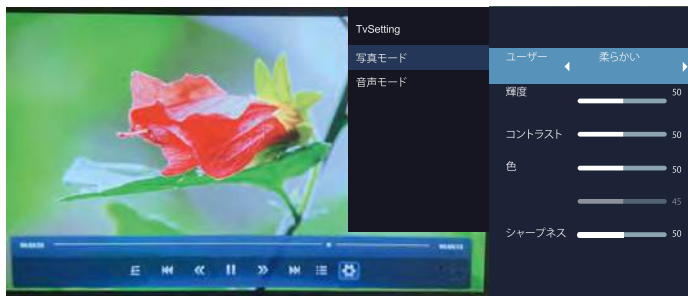 TvSetting
写真モード
音声モード
ユーザー 柔らかい
輝度 50
コントラスト 50
色 50
45
シャープネス 50